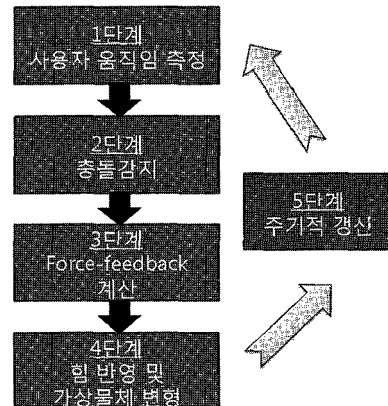 1단계
사용자 움직임 측정
2단계
충돌감지
3단계
Force-feedback
계산
4단계
힘 반영 및
가상물체 변형
5단계
주기적 갱신